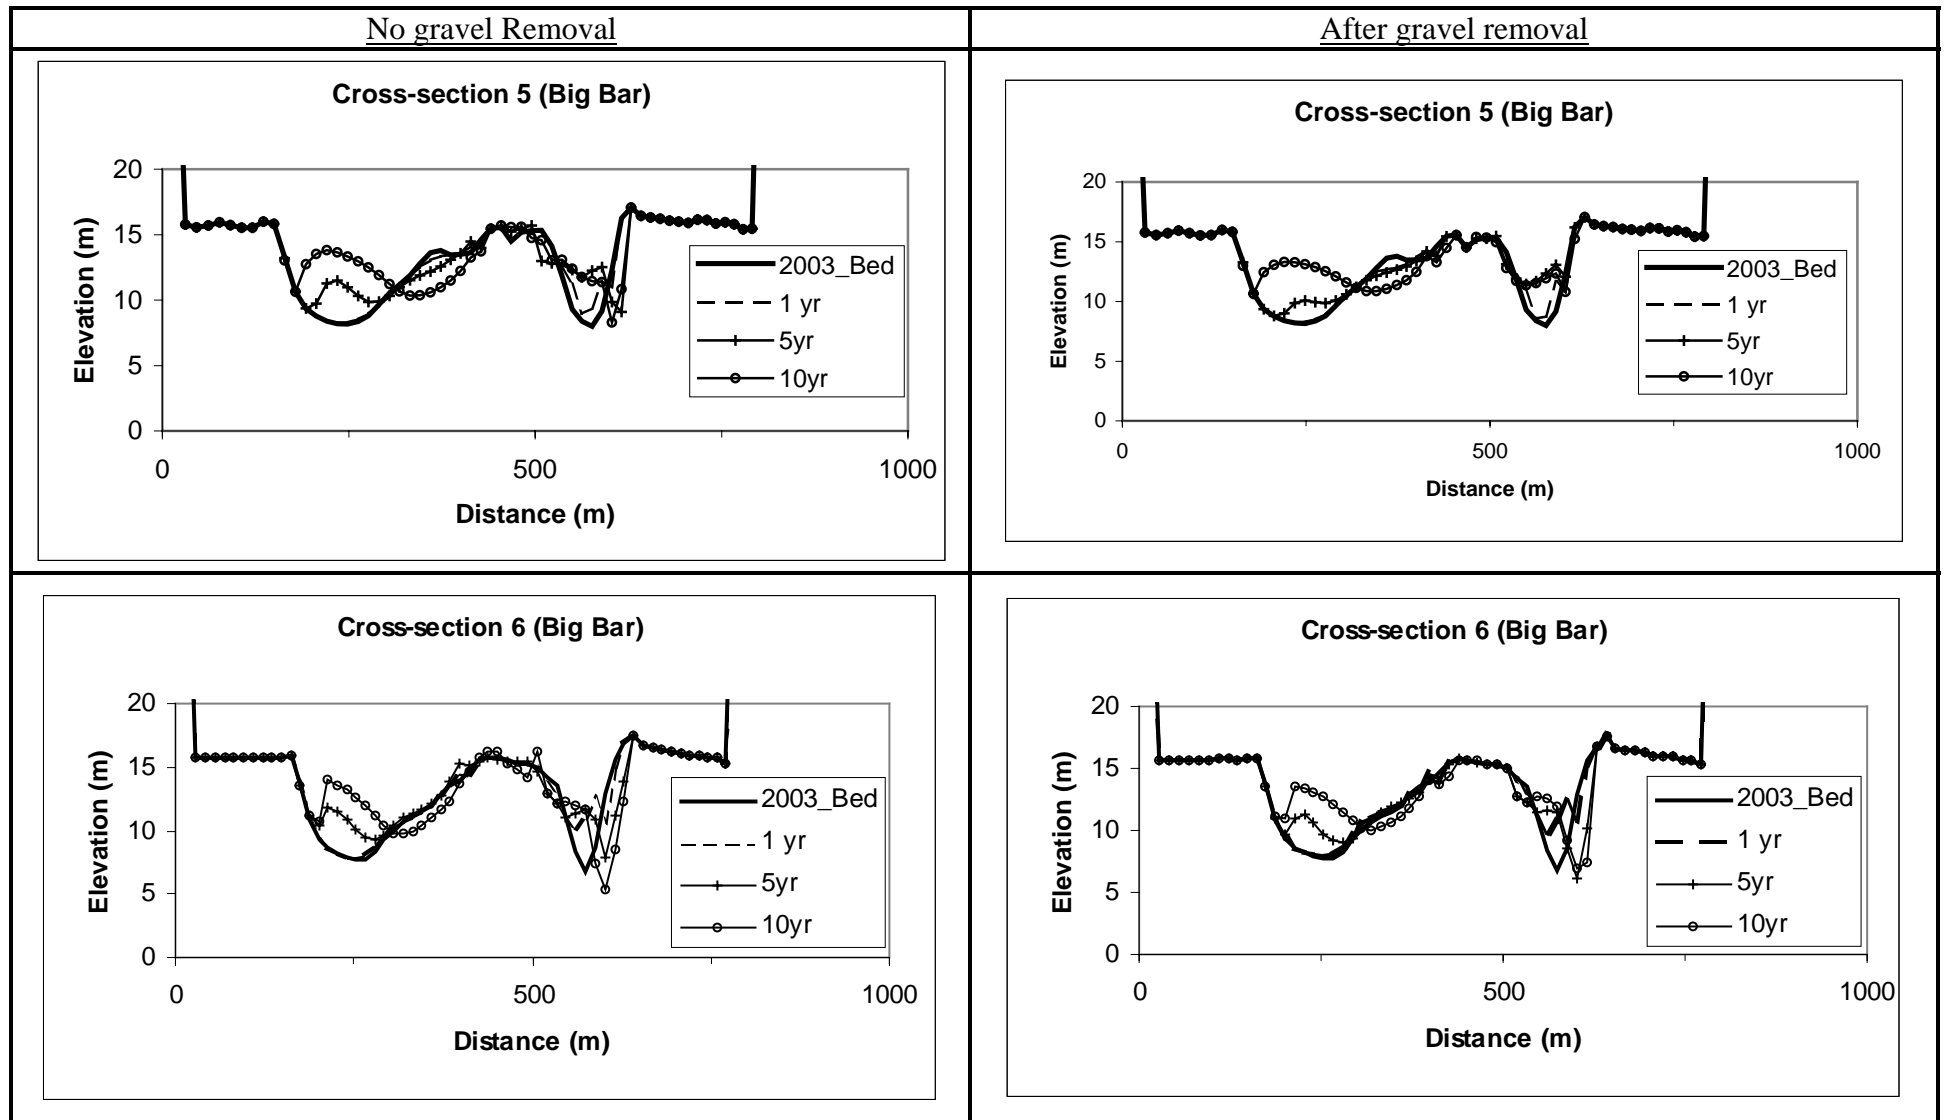 No gravel Removal
After gravel removal
Cross-section 5 (Big Bar)
20
15
10
5
0
Elevation (m)
0 500 1000
Distance (m)
2003_Bed
1 yr
5yr
10yr
Cross-section 5 (Big Bar)
20
15
10
5
0
Elevation (m)
0 500 1000
Distance (m)
2003_Bed
1 yr
5yr
10yr
Cross-section 6 (Big Bar)
20
15
10
5
0
Elevation (m)
0 500 1000
Distance (m)
2003_Bed
1 yr
5yr
10yr
Cross-section 6 (Big Bar)
20
15
10
5
0
Elevation (m)
0 500 1000
Distance (m)
2003_Bed
1 yr
5yr
10yr